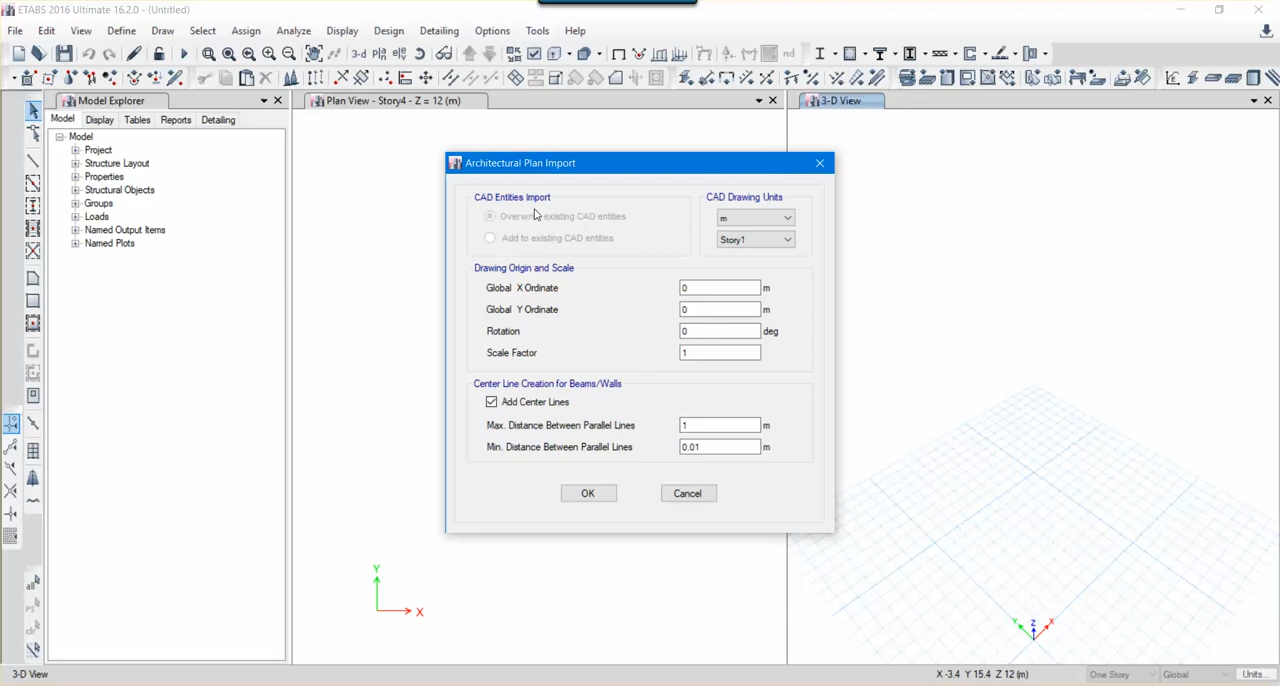 ETABS 2016 Ultimate 16.2.0 - (Untitled)
File Edit View Define Draw Select Assign Analyze Display Design Detailing Options Tools Help
3-d
nd
Model Explorer
Plan View - Story4 - Z = 12 (m)
3-D View
Model Display Tables Reports Detailing
Model
Project
Structure Layout
Properties
Structural Objects
Groups
Loads
Named Output Items
Named Plots
Architectural Plan Import
CAD Entities Import
Overwrite existing CAD entities
Add to existing CAD entities
CAD Drawing Units
m
Story1
Drawing Origin and Scale
Global X Ordinate 0 m
Global Y Ordinate 0 m
Rotation 0 deg
Scale Factor 1
Center Line Creation for Beams/Walls
Add Center Lines
Max. Distance Between Parallel Lines 1 m
Min. Distance Between Parallel Lines 0.01 m
OK Cancel
Y
X
Y Z X
all
ps
clr
3-D View
X -3.4 Y 15.4 Z 12 (m)
One Story
Global
Units...